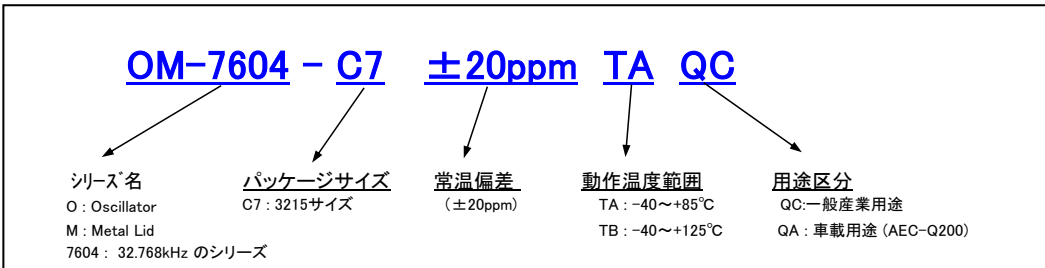 OM-7604 - C7 ±20ppm TA QC
シリーズ名 パッケージサイズ 常温偏差 動作温度範囲 用途区分
O : Oscillator C7 : 3215サイズ (±20ppm) TA : -40~+85℃ QC:一般産業用途
M : Metal Lid TB : -40~+125℃ QA : 車載用途 (AEC-Q200)
7604 : 32.768kHz のシリーズ